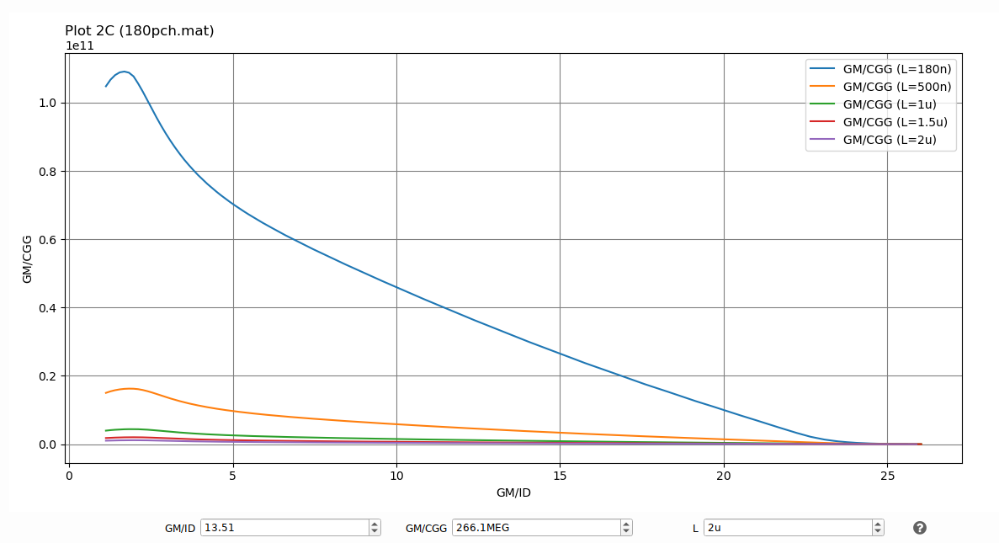 Plot 2C (180pch.mat)
1e11
GM/CGG (L=180n)
GM/CGG (L=500n)
GM/CGG (L=1u)
GM/CGG (L=1.5u)
GM/CGG (L=2u)
1.0
0.8
0.6
0.4
0.2
0.0
GM/CGG
0 5 10 15 20 25
GM/ID
GM/ID 13.51 GM/CGG 266.1MEG L 2u ?